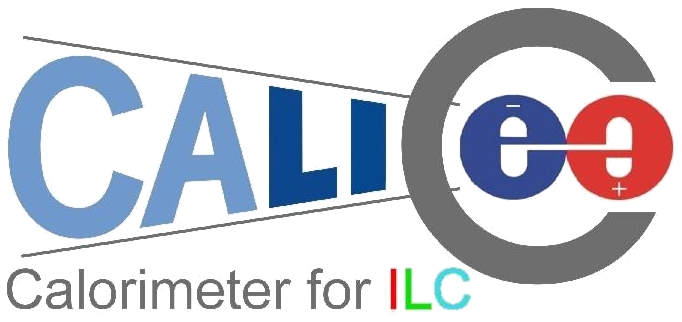 CALICe e
- +
Calorimeter for ILC